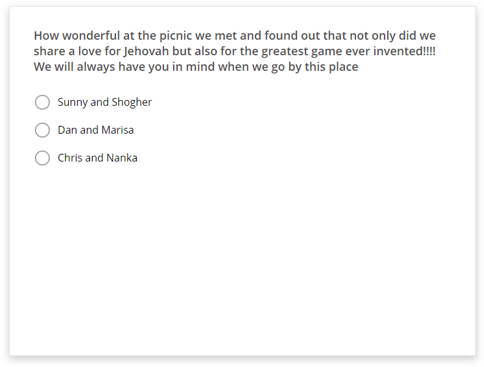 How wonderful at the picnic we met and found out that not only did we
share a love for Jehovah but also for the greatest game ever invented!!!!
We will always have you in mind when we go by this place
Sunny and Shogher
Dan and Marisa
Chris and Nanka